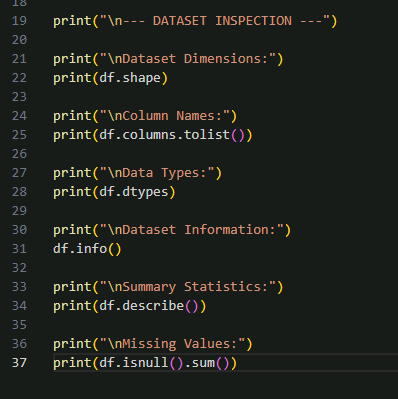 18
19 print("\n--- DATASET INSPECTION ---")
20
21 print("\nDataset Dimensions:")
22 print(df.shape)
23
24 print("\nColumn Names:")
25 print(df.columns.tolist())
26
27 print("\nData Types:")
28 print(df.dtypes)
29
30 print("\nDataset Information:")
31 df.info()
32
33 print("\nSummary Statistics:")
34 print(df.describe())
35
36 print("\nMissing Values:")
37 print(df.isnull().sum())